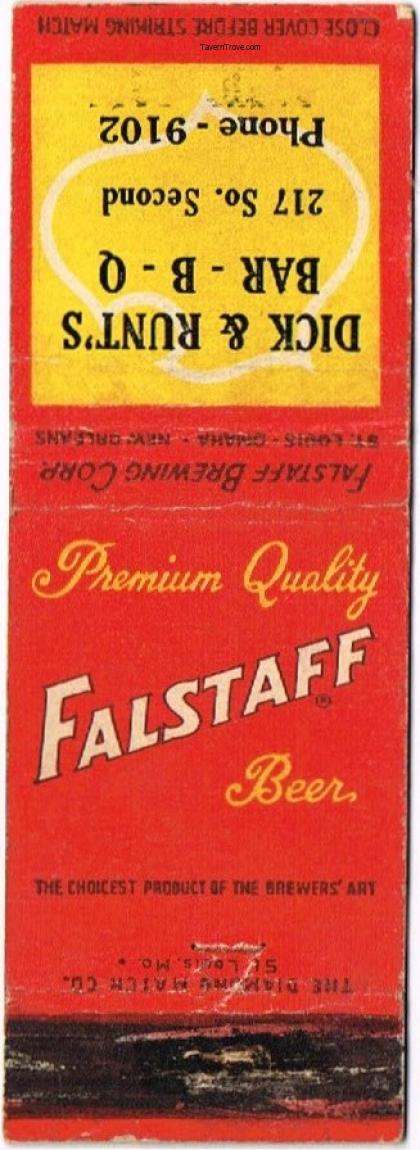 CLOSE COVER BEFORE STRIKING MATCH
TavernTrove.com
Phone - 9102
217 So. Second
BAR - B - Q
DICK & RUNT'S
ST. LOUIS - OMAHA - NEW ORLEANS
FALSTAFF BREWING CORP.
Premium Quality
FALSTAFF ®
Beer
THE CHOICEST PRODUCT OF THE BREWERS' ART
St. Louis, Mo.
THE DIAMOND MATCH CO.